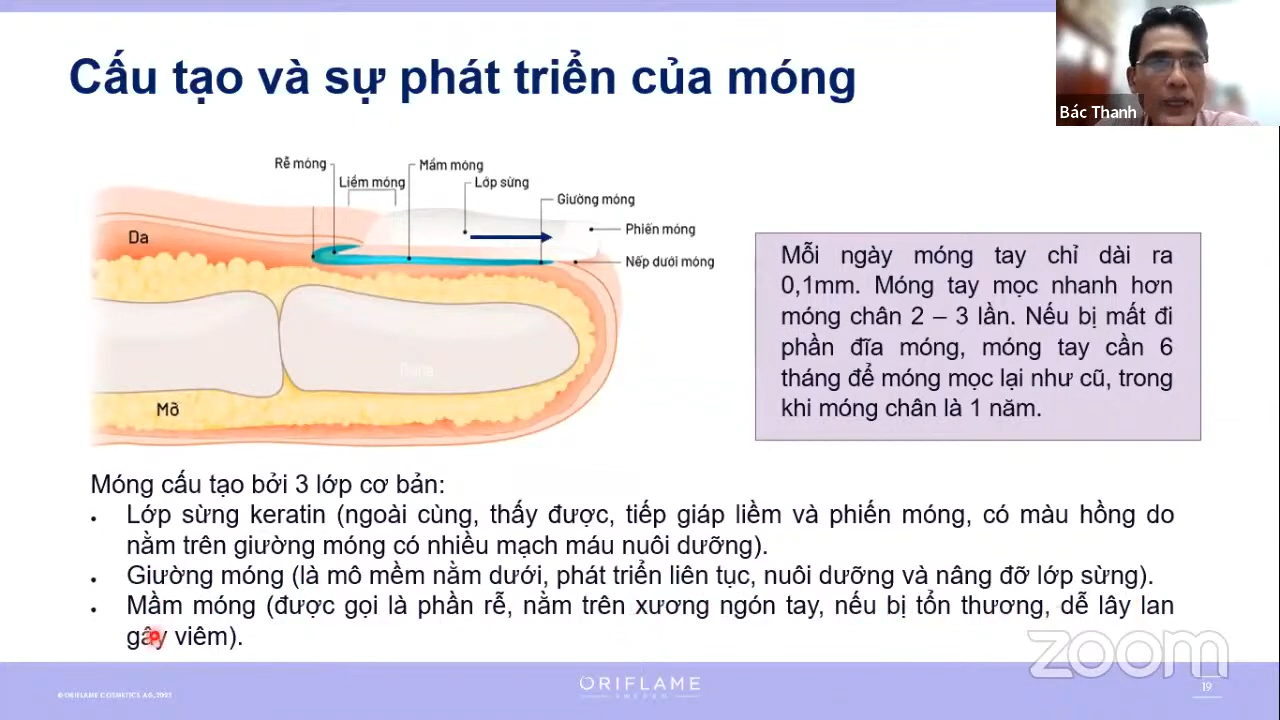 Cấu tạo và sự phát triển của móng
Bác Thanh
Rễ móng
Mầm móng
Liềm móng
Lớp sừng
Giường móng
Phiến móng
Da
Nếp dưới móng
Mỡ
Mỗi ngày móng tay chỉ dài ra
0,1mm. Móng tay mọc nhanh hơn
móng chân 2 – 3 lần. Nếu bị mất đi
phần đĩa móng, móng tay cần 6
tháng để móng mọc lại như cũ, trong
khi móng chân là 1 năm.
Móng cấu tạo bởi 3 lớp cơ bản:
• Lớp sừng keratin (ngoài cùng, thấy được, tiếp giáp liềm và phiến móng, có màu hồng do
nằm trên giường móng có nhiều mạch máu nuôi dưỡng).
• Giường móng (là mô mềm nằm dưới, phát triển liên tục, nuôi dưỡng và nâng đỡ lớp sừng).
• Mầm móng (được gọi là phần rễ, nằm trên xương ngón tay, nếu bị tổn thương, dễ lây lan
gây viêm).
zoom
©ORIFLAME COSMETICS AG,
ORIFLAME
SWEDEN
19